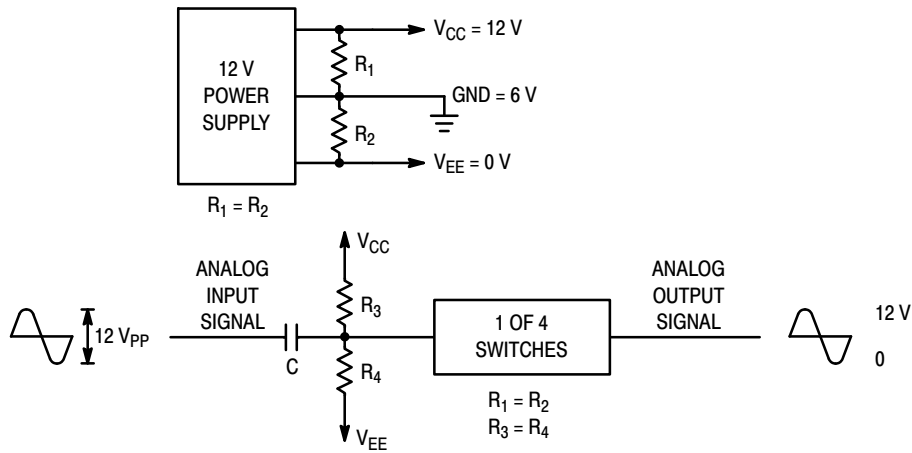 V_CC = 12 V
12 V
POWER
SUPPLY
R_1
GND = 6 V
R_2
V_EE = 0 V
R_1 = R_2
V_CC
ANALOG
INPUT
SIGNAL
ANALOG
OUTPUT
SIGNAL
R_3
12 V_PP
1 OF 4
SWITCHES
12 V
0
C
R_4
R_1 = R_2
R_3 = R_4
V_EE